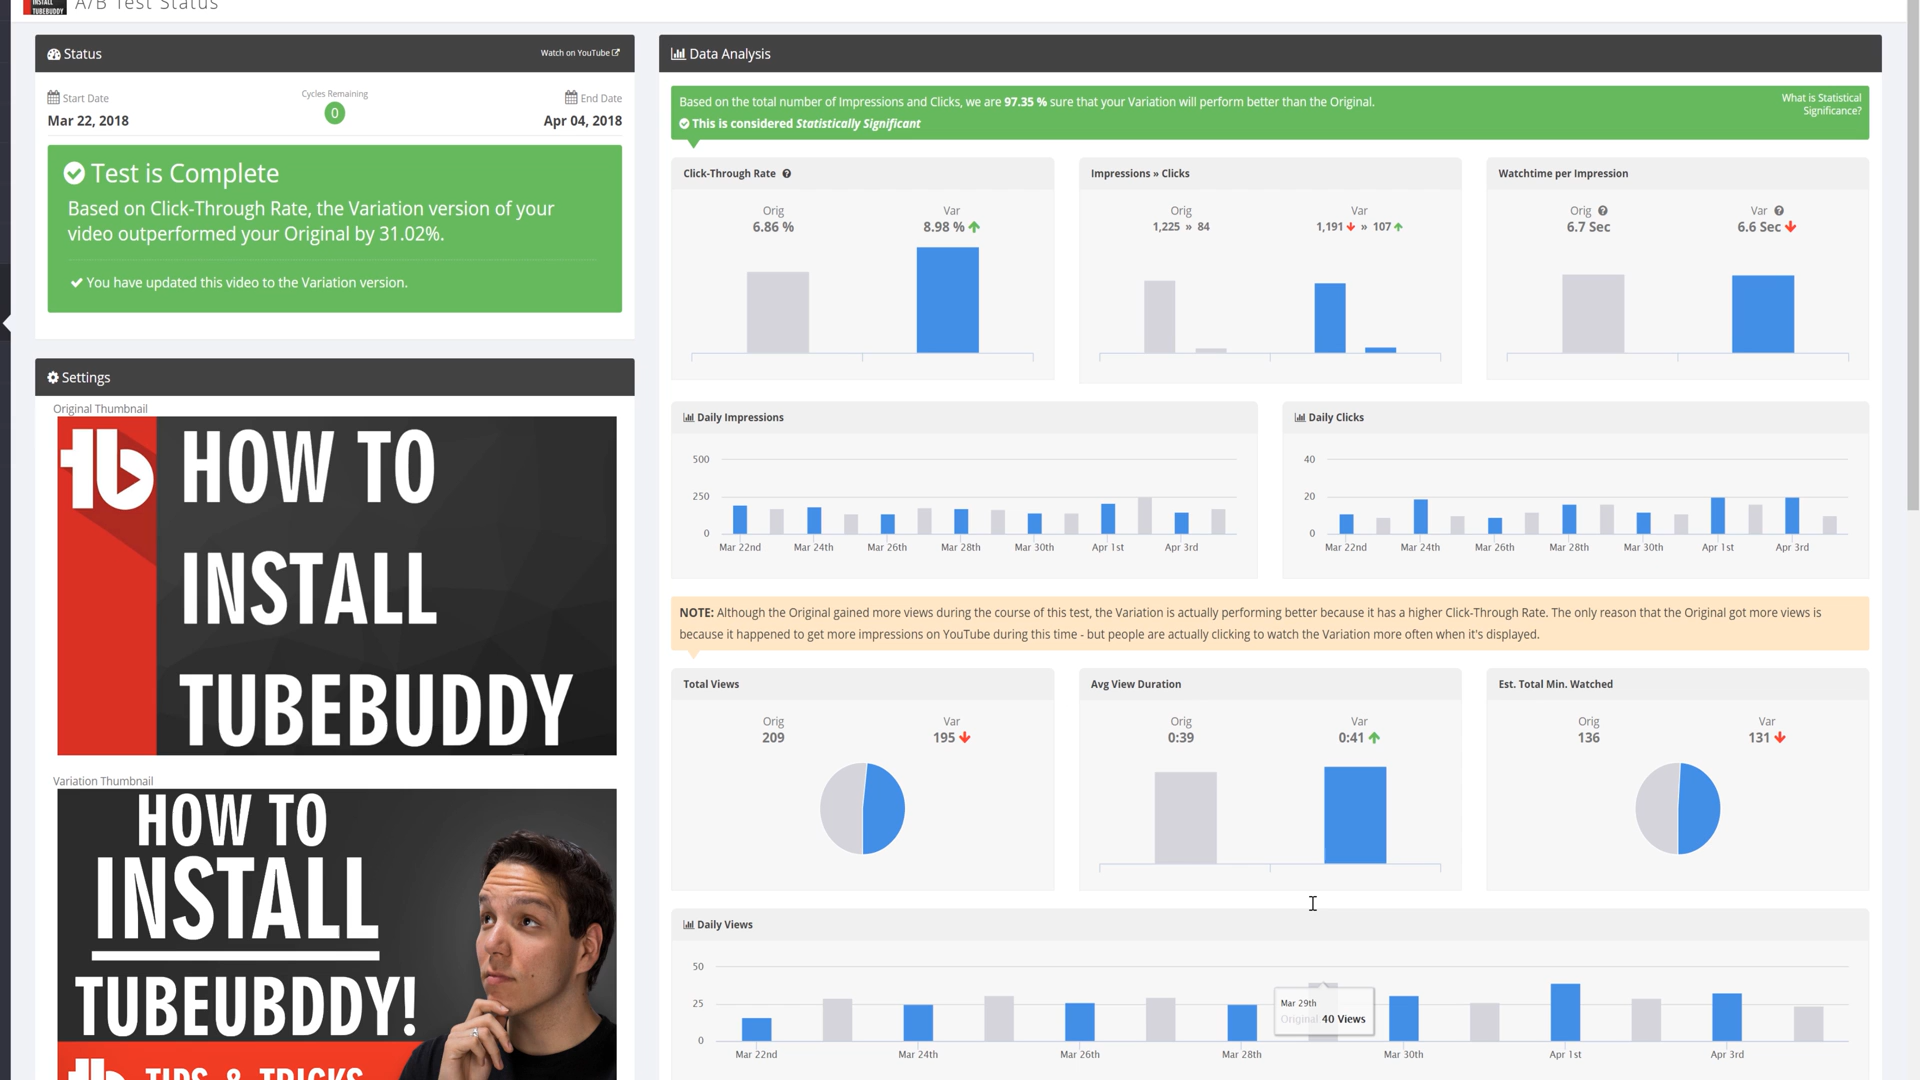 INSTALL
TUBEBUDDY
A/B Test Status
Status
Watch on YouTube
Start Date
Cycles Remaining
End Date
Mar 22, 2018
0
Apr 04, 2018
Test is Complete
Based on Click-Through Rate, the Variation version of your
video outperformed your Original by 31.02%.
You have updated this video to the Variation version.
Settings
Original Thumbnail
tb
HOW TO
INSTALL
TUBEBUDDY
Variation Thumbnail
HOW TO
INSTALL
TUBEUBDDY!
tb
TIPS & TRICKS
Data Analysis
Based on the total number of Impressions and Clicks, we are 97.35 % sure that your Variation will perform better than the Original.
This is considered Statistically Significant
What is Statistical
Significance?
Click-Through Rate
Orig
Var
6.86 %
8.98 %
Impressions » Clicks
Orig
Var
1,225 » 84
1,191 » 107
Watchtime per Impression
Orig
Var
6.7 Sec
6.6 Sec
Daily Impressions
500
250
0
Mar 22nd
Mar 24th
Mar 26th
Mar 28th
Mar 30th
Apr 1st
Apr 3rd
Daily Clicks
40
20
0
Mar 22nd
Mar 24th
Mar 26th
Mar 28th
Mar 30th
Apr 1st
Apr 3rd
NOTE: Although the Original gained more views during the course of this test, the Variation is actually performing better because it has a higher Click-Through Rate. The only reason that the Original got more views is
because it happened to get more impressions on YouTube during this time - but people are actually clicking to watch the Variation more often when it's displayed.
Total Views
Orig
Var
209
195
Avg View Duration
Orig
Var
0:39
0:41
Est. Total Min. Watched
Orig
Var
136
131
Daily Views
50
25
0
Mar 29th
Original 40 Views
Mar 22nd
Mar 24th
Mar 26th
Mar 28th
Mar 30th
Apr 1st
Apr 3rd